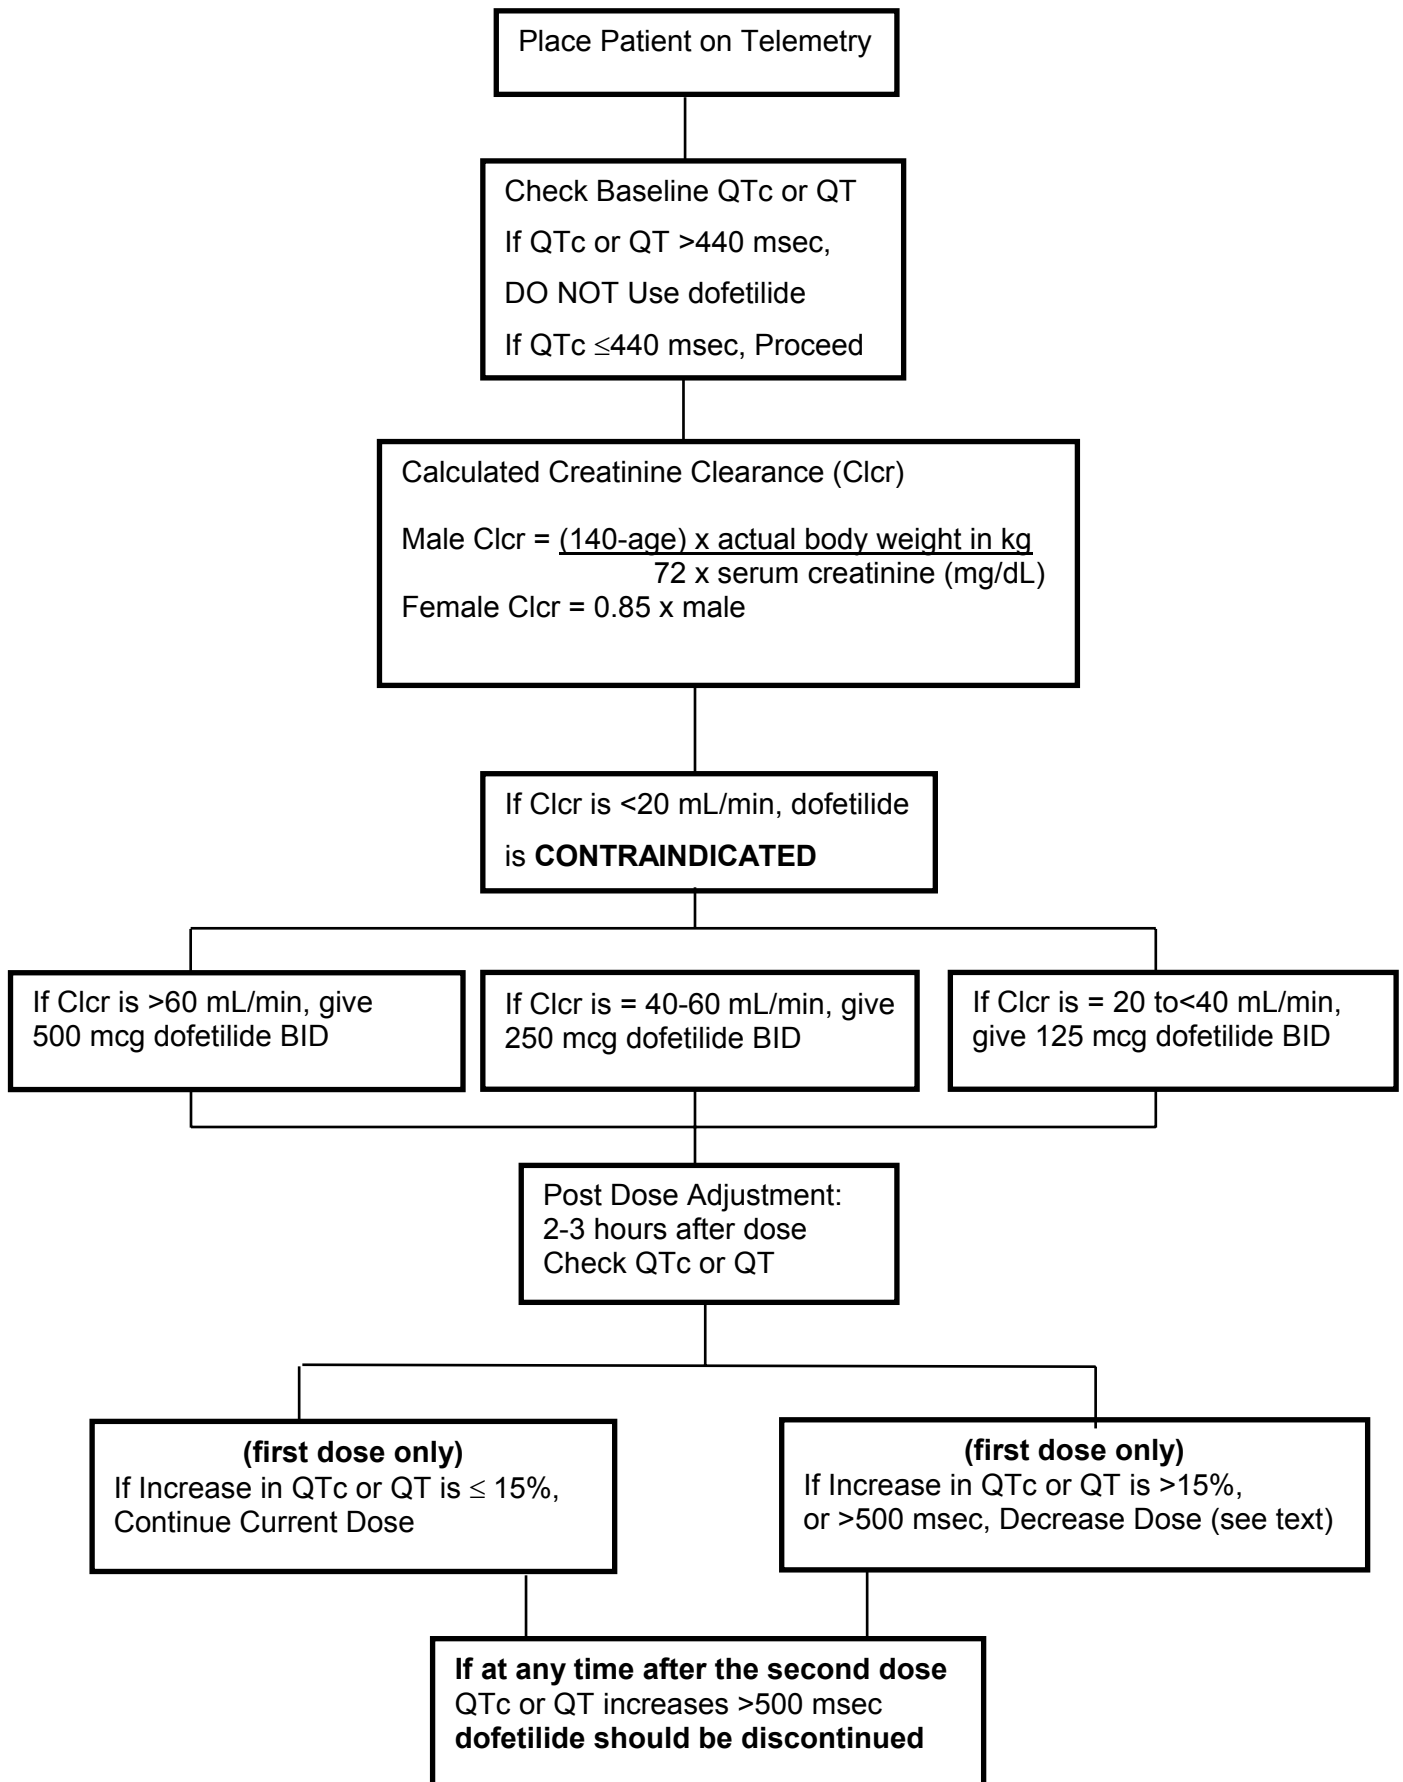 Place Patient on Telemetry
Check Baseline QTc or QT
If QTc or QT >440 msec,
DO NOT Use dofetilide
If QTc ≤440 msec, Proceed
Calculated Creatinine Clearance (Clcr)
Male Clcr = (140-age) x actual body weight in kg
72 x serum creatinine (mg/dL)
Female Clcr = 0.85 x male
If Clcr is <20 mL/min, dofetilide
is CONTRAINDICATED
If Clcr is >60 mL/min, give
500 mcg dofetilide BID
If Clcr is = 40-60 mL/min, give
250 mcg dofetilide BID
If Clcr is = 20 to<40 mL/min,
give 125 mcg dofetilide BID
Post Dose Adjustment:
2-3 hours after dose
Check QTc or QT
(first dose only)
If Increase in QTc or QT is ≤ 15%,
Continue Current Dose
(first dose only)
If Increase in QTc or QT is >15%,
or >500 msec, Decrease Dose (see text)
If at any time after the second dose
QTc or QT increases >500 msec
dofetilide should be discontinued